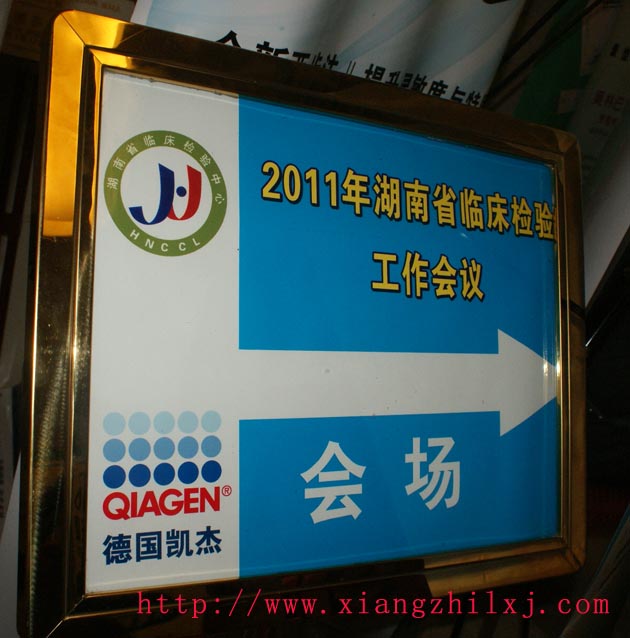 湖南省临床检验中心
HNCCL
2011年湖南省临床检验
工作会议
会场
QIAGEN®
德国凯杰
http://www.xiangzhilxj.com